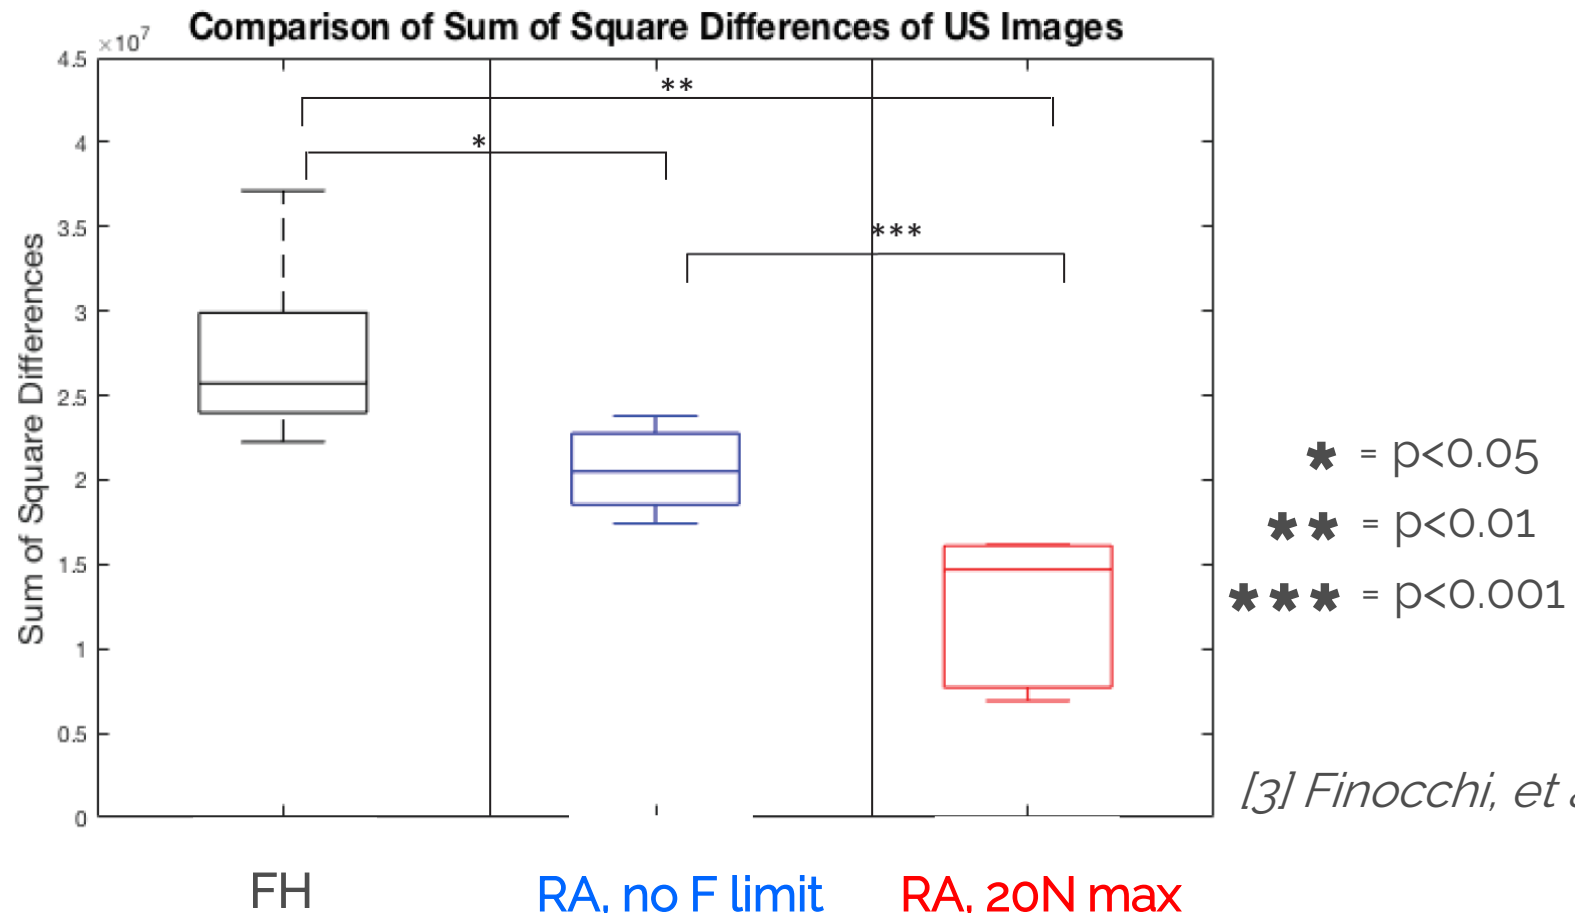 Comparison of Sum of Square Differences of US Images
×10⁷
4.5
4
3.5
3
2.5
2
1.5
1
0.5
0
Sum of Square Differences
**
*
***
* = p<0.05
** = p<0.01
*** = p<0.001
[3] Finocchi, et
FH
RA, no F limit
RA, 20N max